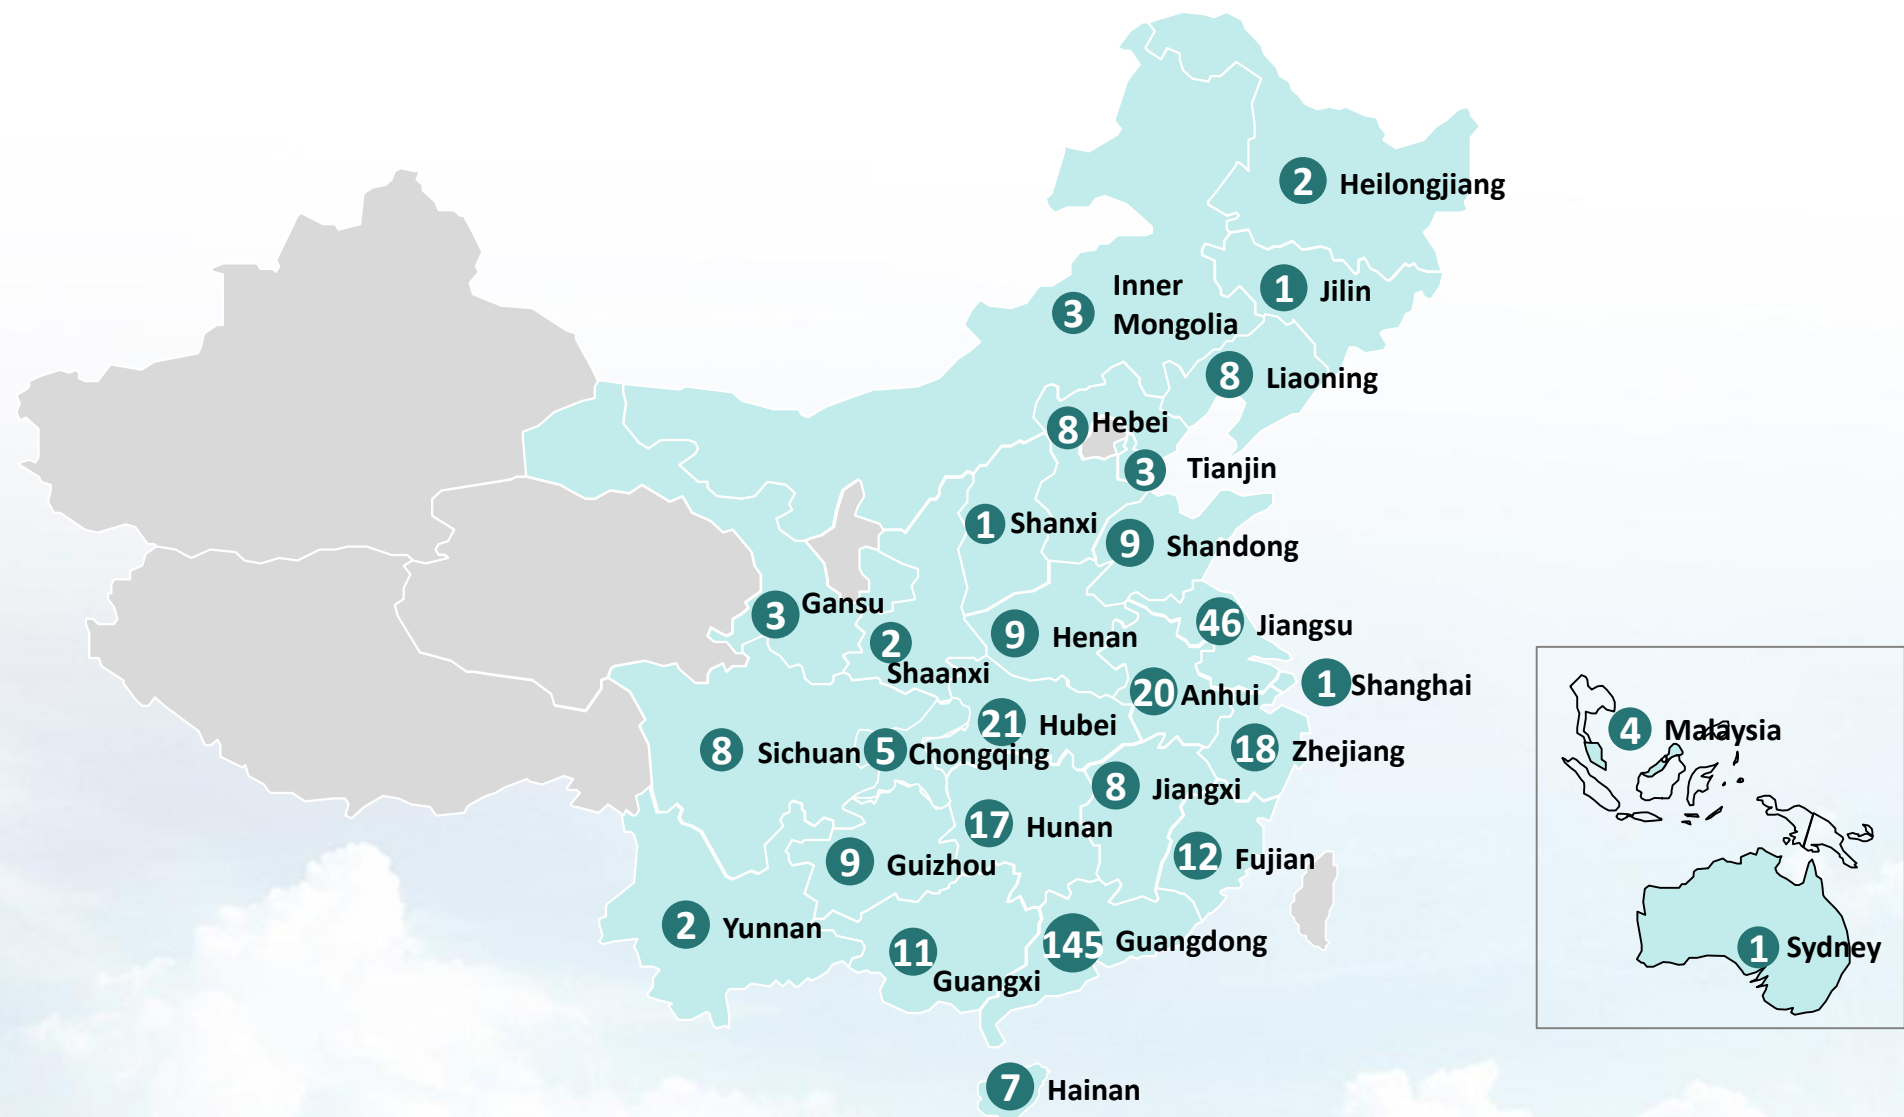 2 Heilongjiang
1 Jilin
3 Inner
Mongolia
8 Liaoning
8 Hebei
3 Tianjin
1 Shanxi
9 Shandong
3 Gansu
2
Shaanxi
9 Henan
46 Jiangsu
20 Anhui
1 Shanghai
21 Hubei
8 Sichuan
5 Chongqing
18 Zhejiang
8 Jiangxi
17 Hunan
12 Fujian
9 Guizhou
2 Yunnan
11
Guangxi
145 Guangdong
7 Hainan
4 Malaysia
1 Sydney